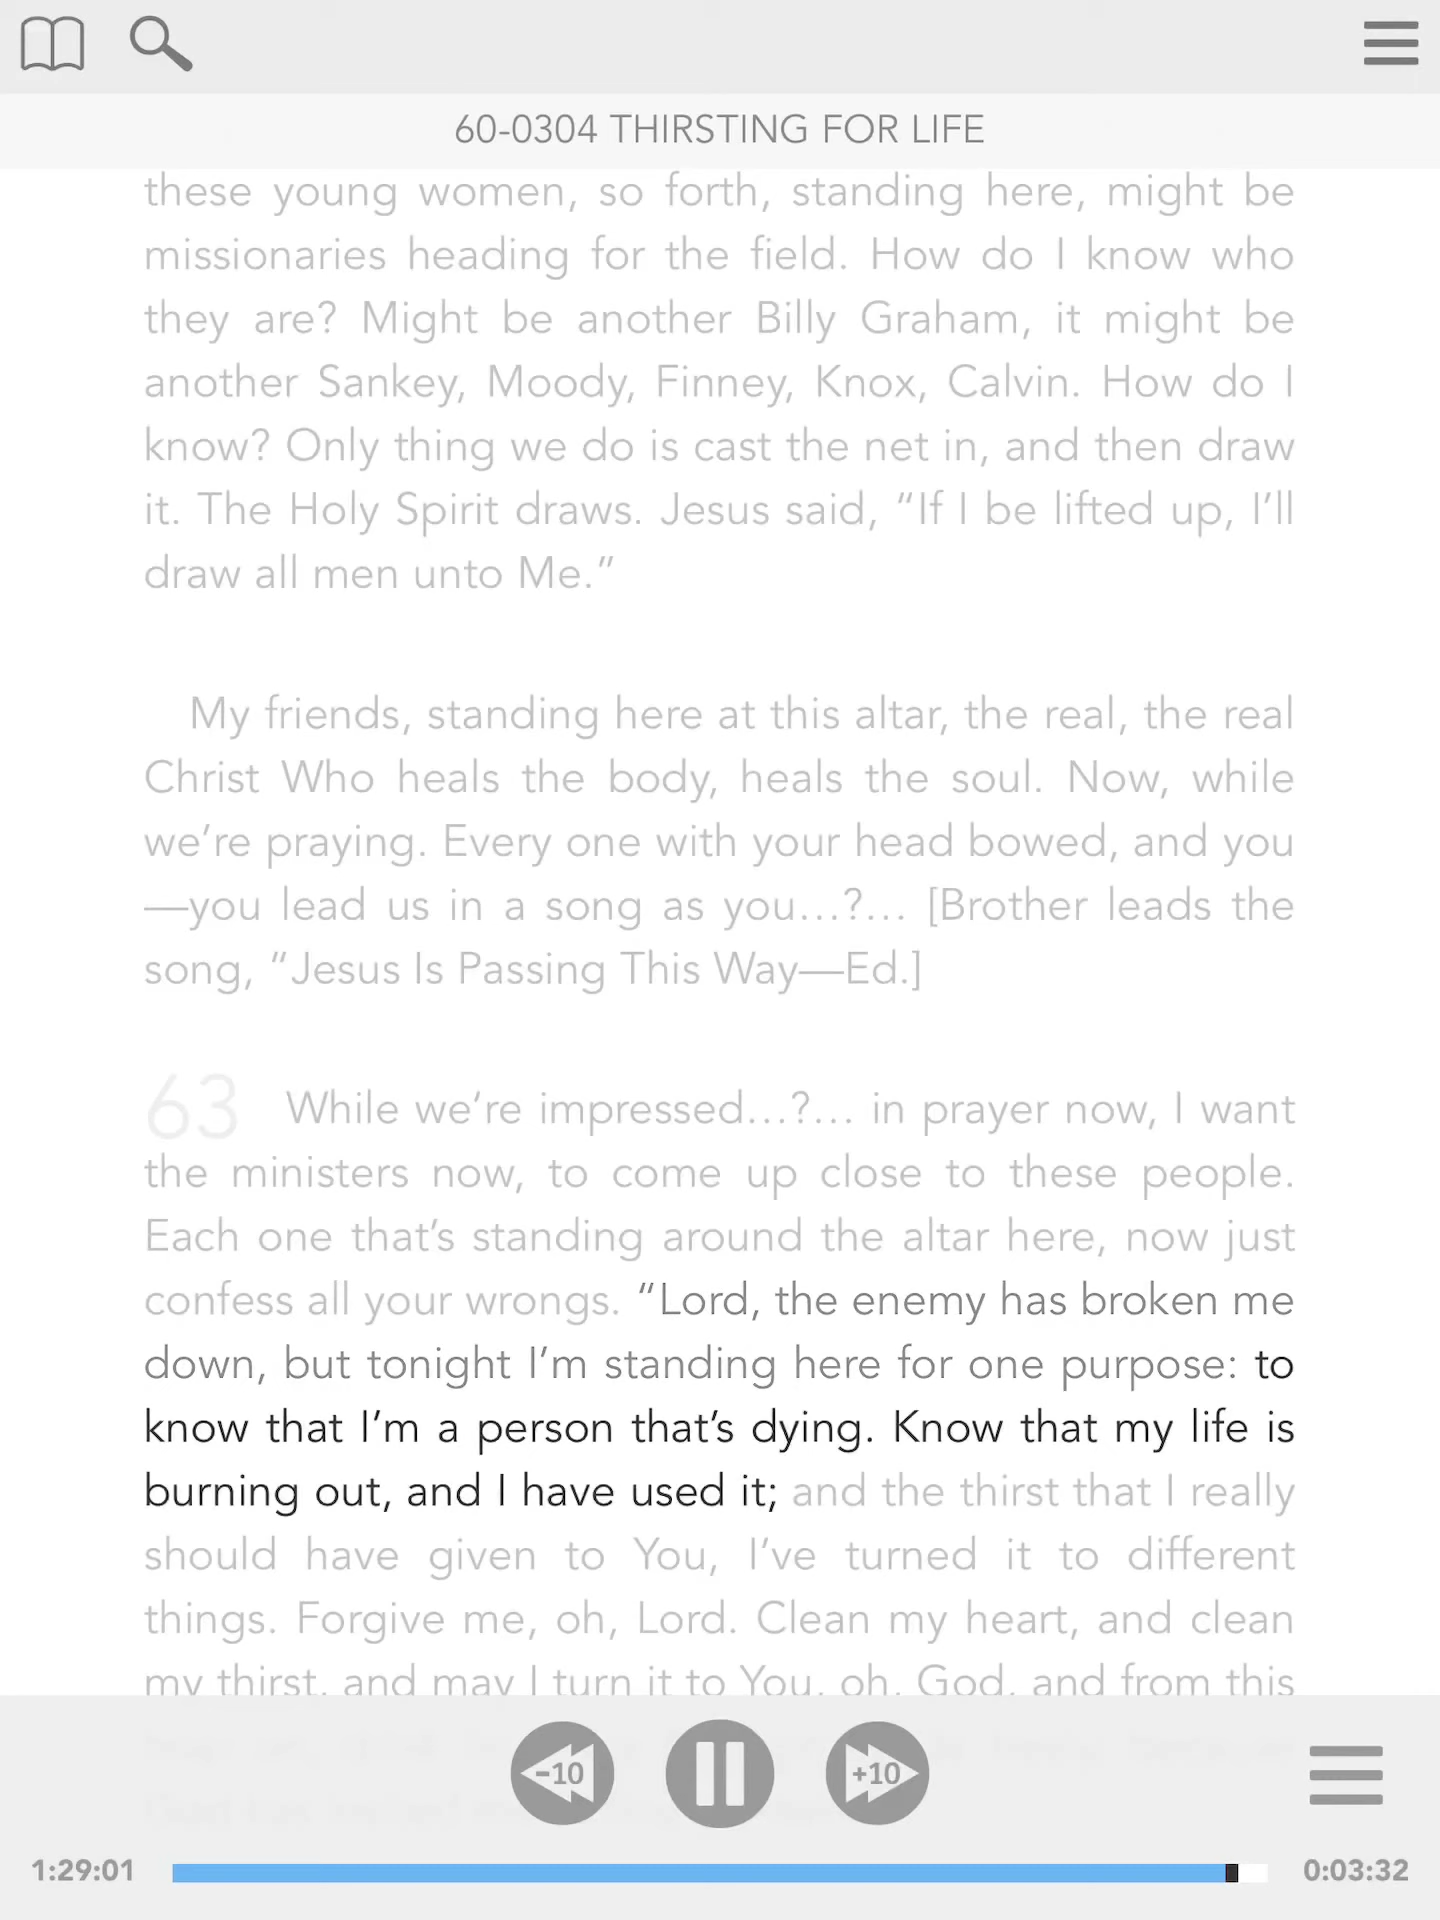 60-0304 THIRSTING FOR LIFE
these young women, so forth, standing here, might be
missionaries heading for the field. How do I know who
they are? Might be another Billy Graham, it might be
another Sankey, Moody, Finney, Knox, Calvin. How do I
know? Only thing we do is cast the net in, and then draw
it. The Holy Spirit draws. Jesus said, “If I be lifted up, I’ll
draw all men unto Me.”
My friends, standing here at this altar, the real, the real
Christ Who heals the body, heals the soul. Now, while
we’re praying. Every one with your head bowed, and you
—you lead us in a song as you…?… [Brother leads the
song, “Jesus Is Passing This Way—Ed.]
63 While we’re impressed…?… in prayer now, I want
the ministers now, to come up close to these people.
Each one that’s standing around the altar here, now just
confess all your wrongs. “Lord, the enemy has broken me
down, but tonight I’m standing here for one purpose: to
know that I’m a person that’s dying. Know that my life is
burning out, and I have used it; and the thirst that I really
should have given to You, I’ve turned it to different
things. Forgive me, oh, Lord. Clean my heart, and clean
my thirst, and may I turn it to You, oh, God, and from this
-10 +10
1:29:01 0:03:32